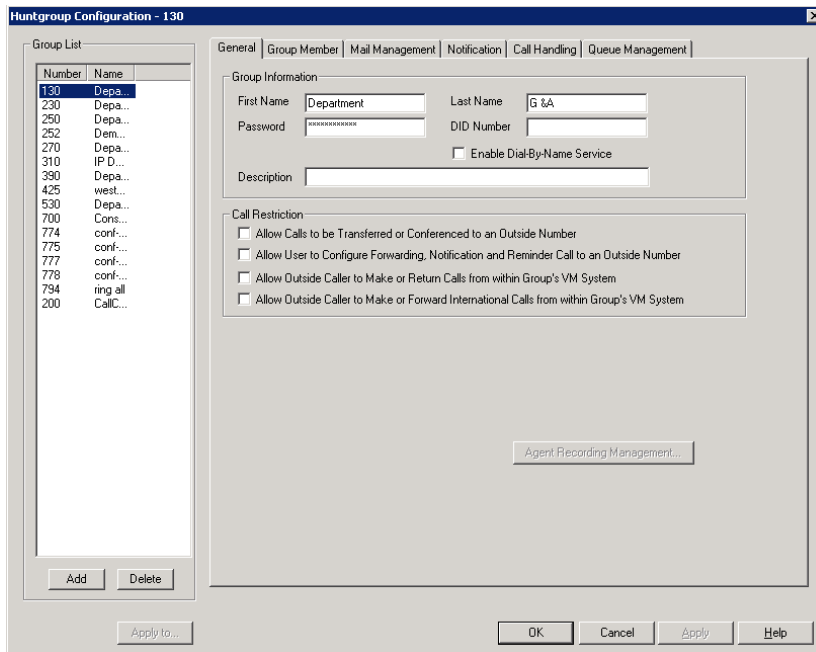 Huntgroup Configuration - 130
Group List
Number Name
130 Depa...
230 Depa...
250 Depa...
252 Dem...
270 Depa...
310 IP D...
390 Depa...
425 west...
530 Depa...
700 Cons...
774 conf-...
775 conf-...
777 conf-...
778 conf-...
794 ring all
200 CallC...
Add Delete
Apply to...
General Group Member Mail Management Notification Call Handling Queue Management
Group Information
First Name Department Last Name G &A
Password ************ DID Number
Enable Dial-By-Name Service
Description
Call Restriction
Allow Calls to be Transferred or Conferenced to an Outside Number
Allow User to Configure Forwarding, Notification and Reminder Call to an Outside Number
Allow Outside Caller to Make or Return Calls from within Group's VM System
Allow Outside Caller to Make or Forward International Calls from within Group's VM System
Agent Recording Management...
OK Cancel Apply Help